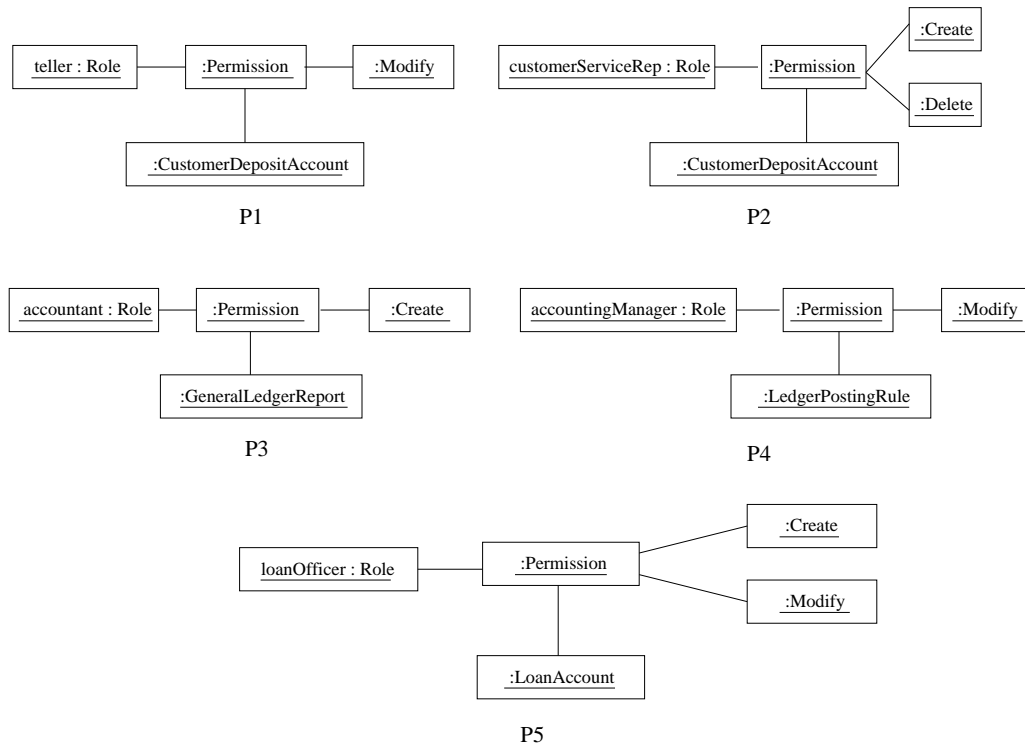 teller : Role
:Permission
:Modify
:CustomerDepositAccount
P1
customerServiceRep : Role
:Permission
:Create
:Delete
:CustomerDepositAccount
P2
accountant : Role
:Permission
:Create
:GeneralLedgerReport
P3
accountingManager : Role
:Permission
:Modify
:LedgerPostingRule
P4
loanOfficer : Role
:Permission
:Create
:Modify
:LoanAccount
P5